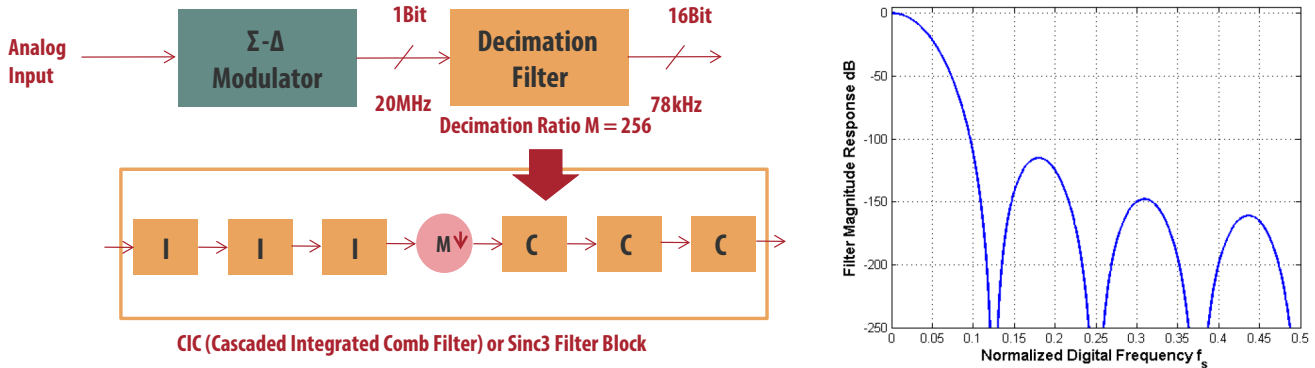 Analog
Input
Σ-Δ
Modulator
1Bit
20MHz
Decimation
Filter
16Bit
78kHz
Decimation Ratio M = 256
I
I
I
M
C
C
C
CIC (Cascaded Integrated Comb Filter) or Sinc3 Filter Block
Filter Magnitude Response dB
0
-50
-100
-150
-200
-250
0
0.05
0.1
0.15
0.2
0.25
0.3
0.35
0.4
0.45
0.5
Normalized Digital Frequency fs